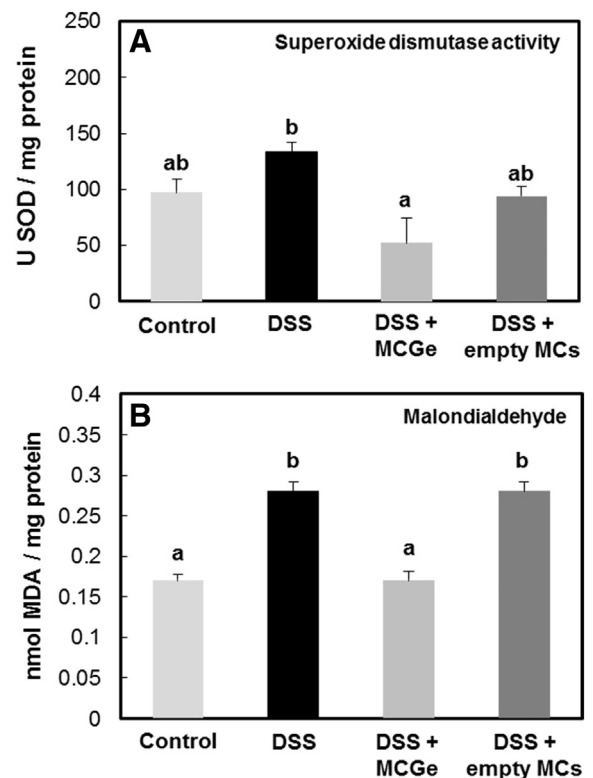 A
Superoxide dismutase activity
U SOD / mg protein
250
200
150
100
50
0
ab
b
a
ab
Control
DSS
DSS +
MCGe
DSS +
empty MCs
B
Malondialdehyde
nmol MDA / mg protein
0.4
0.35
0.3
0.25
0.2
0.15
0.1
0.05
0
a
b
a
b
Control
DSS
DSS +
MCGe
DSS +
empty MCs